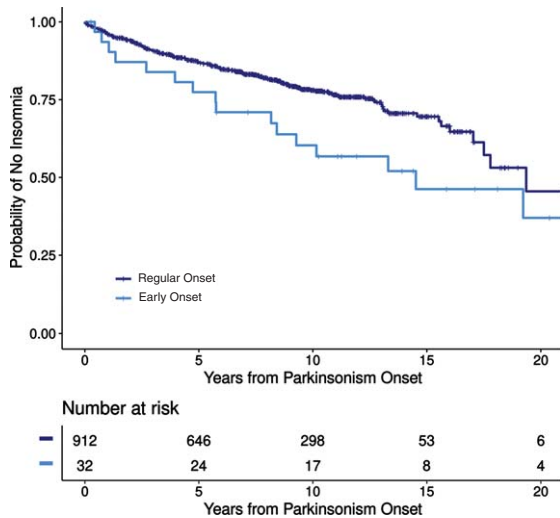 1.00
0.75
0.50
0.25
0.00
Probability of No Insomnia
Regular Onset
Early Onset
0 5 10 15 20
Years from Parkinsonism Onset
Number at risk
912 646 298 53 6
32 24 17 8 4
0 5 10 15 20
Years from Parkinsonism Onset